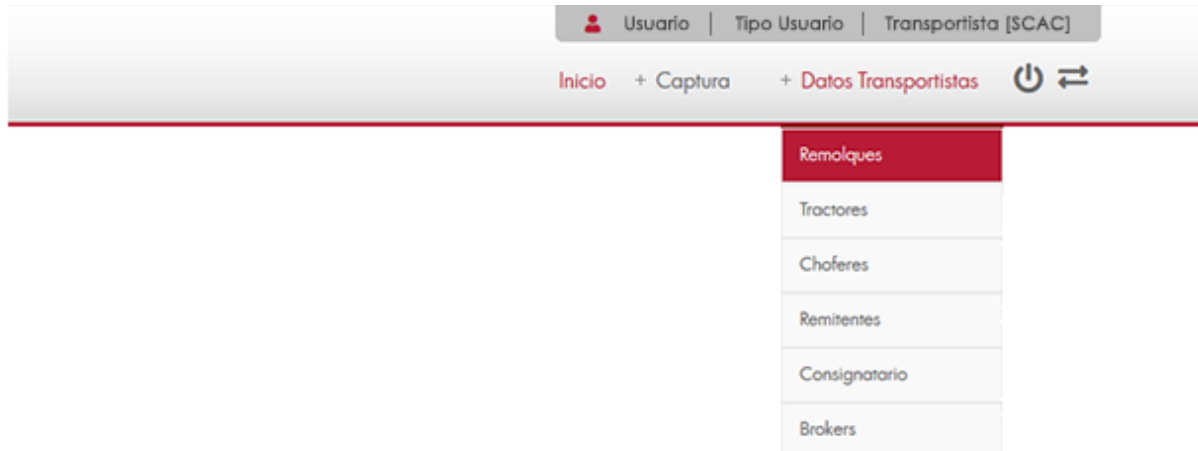 Usuario | Tipo Usuario | Transportista [SCAC]
Inicio + Captura + Datos Transportistas
Remolques
Tractores
Choferes
Remitentes
Consignatario
Brokers